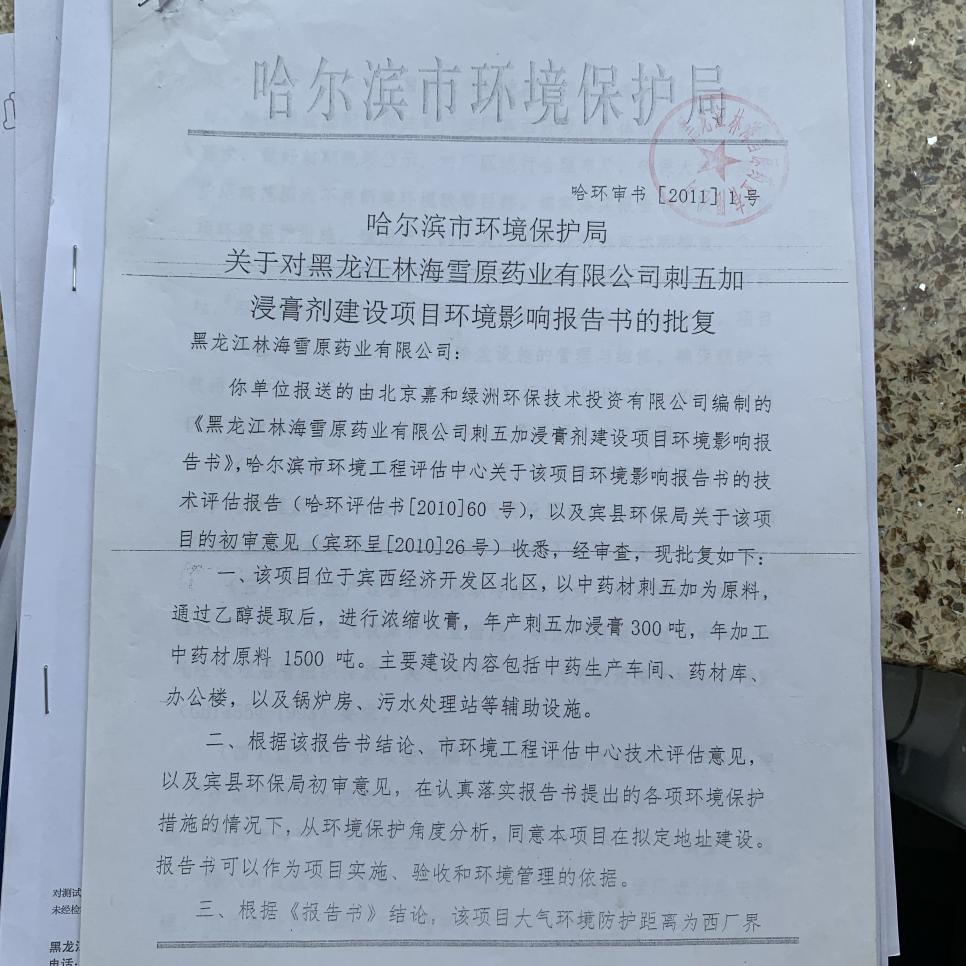 哈尔滨市环境保护局
哈环审书[2011]1号
哈尔滨市环境保护局
关于对黑龙江林海雪原药业有限公司刺五加
浸膏剂建设项目环境影响报告书的批复
黑龙江林海雪原药业有限公司：
你单位报送的由北京嘉和绿洲环保技术投资有限公司编制的
《黑龙江林海雪原药业有限公司刺五加浸膏剂建设项目环境影响报
告书》，哈尔滨市环境工程评估中心关于该项目环境影响报告书的技
术评估报告（哈环评估书[2010]60 号），以及宾县环保局关于该项
目的初审意见（宾环呈[2010]26号）收悉，经审查，现批复如下：
一、该项目位于宾西经济开发区北区，以中药材刺五加为原料，
通过乙醇提取后，进行浓缩收膏，年产刺五加浸膏300吨，年加工
中药材原料 1500 吨。主要建设内容包括中药生产车间、药材库、
办公楼，以及锅炉房、污水处理站等辅助设施。
二、根据该报告书结论、市环境工程评估中心技术评估意见，
以及宾县环保局初审意见，在认真落实报告书提出的各项环境保护
措施的情况下，从环境保护角度分析，同意本项目在拟定地址建设。
报告书可以作为项目实施、验收和环境管理的依据。
三、根据《报告书》结论，该项目大气环境防护距离为西厂界
对测试
未经检
黑龙
电话